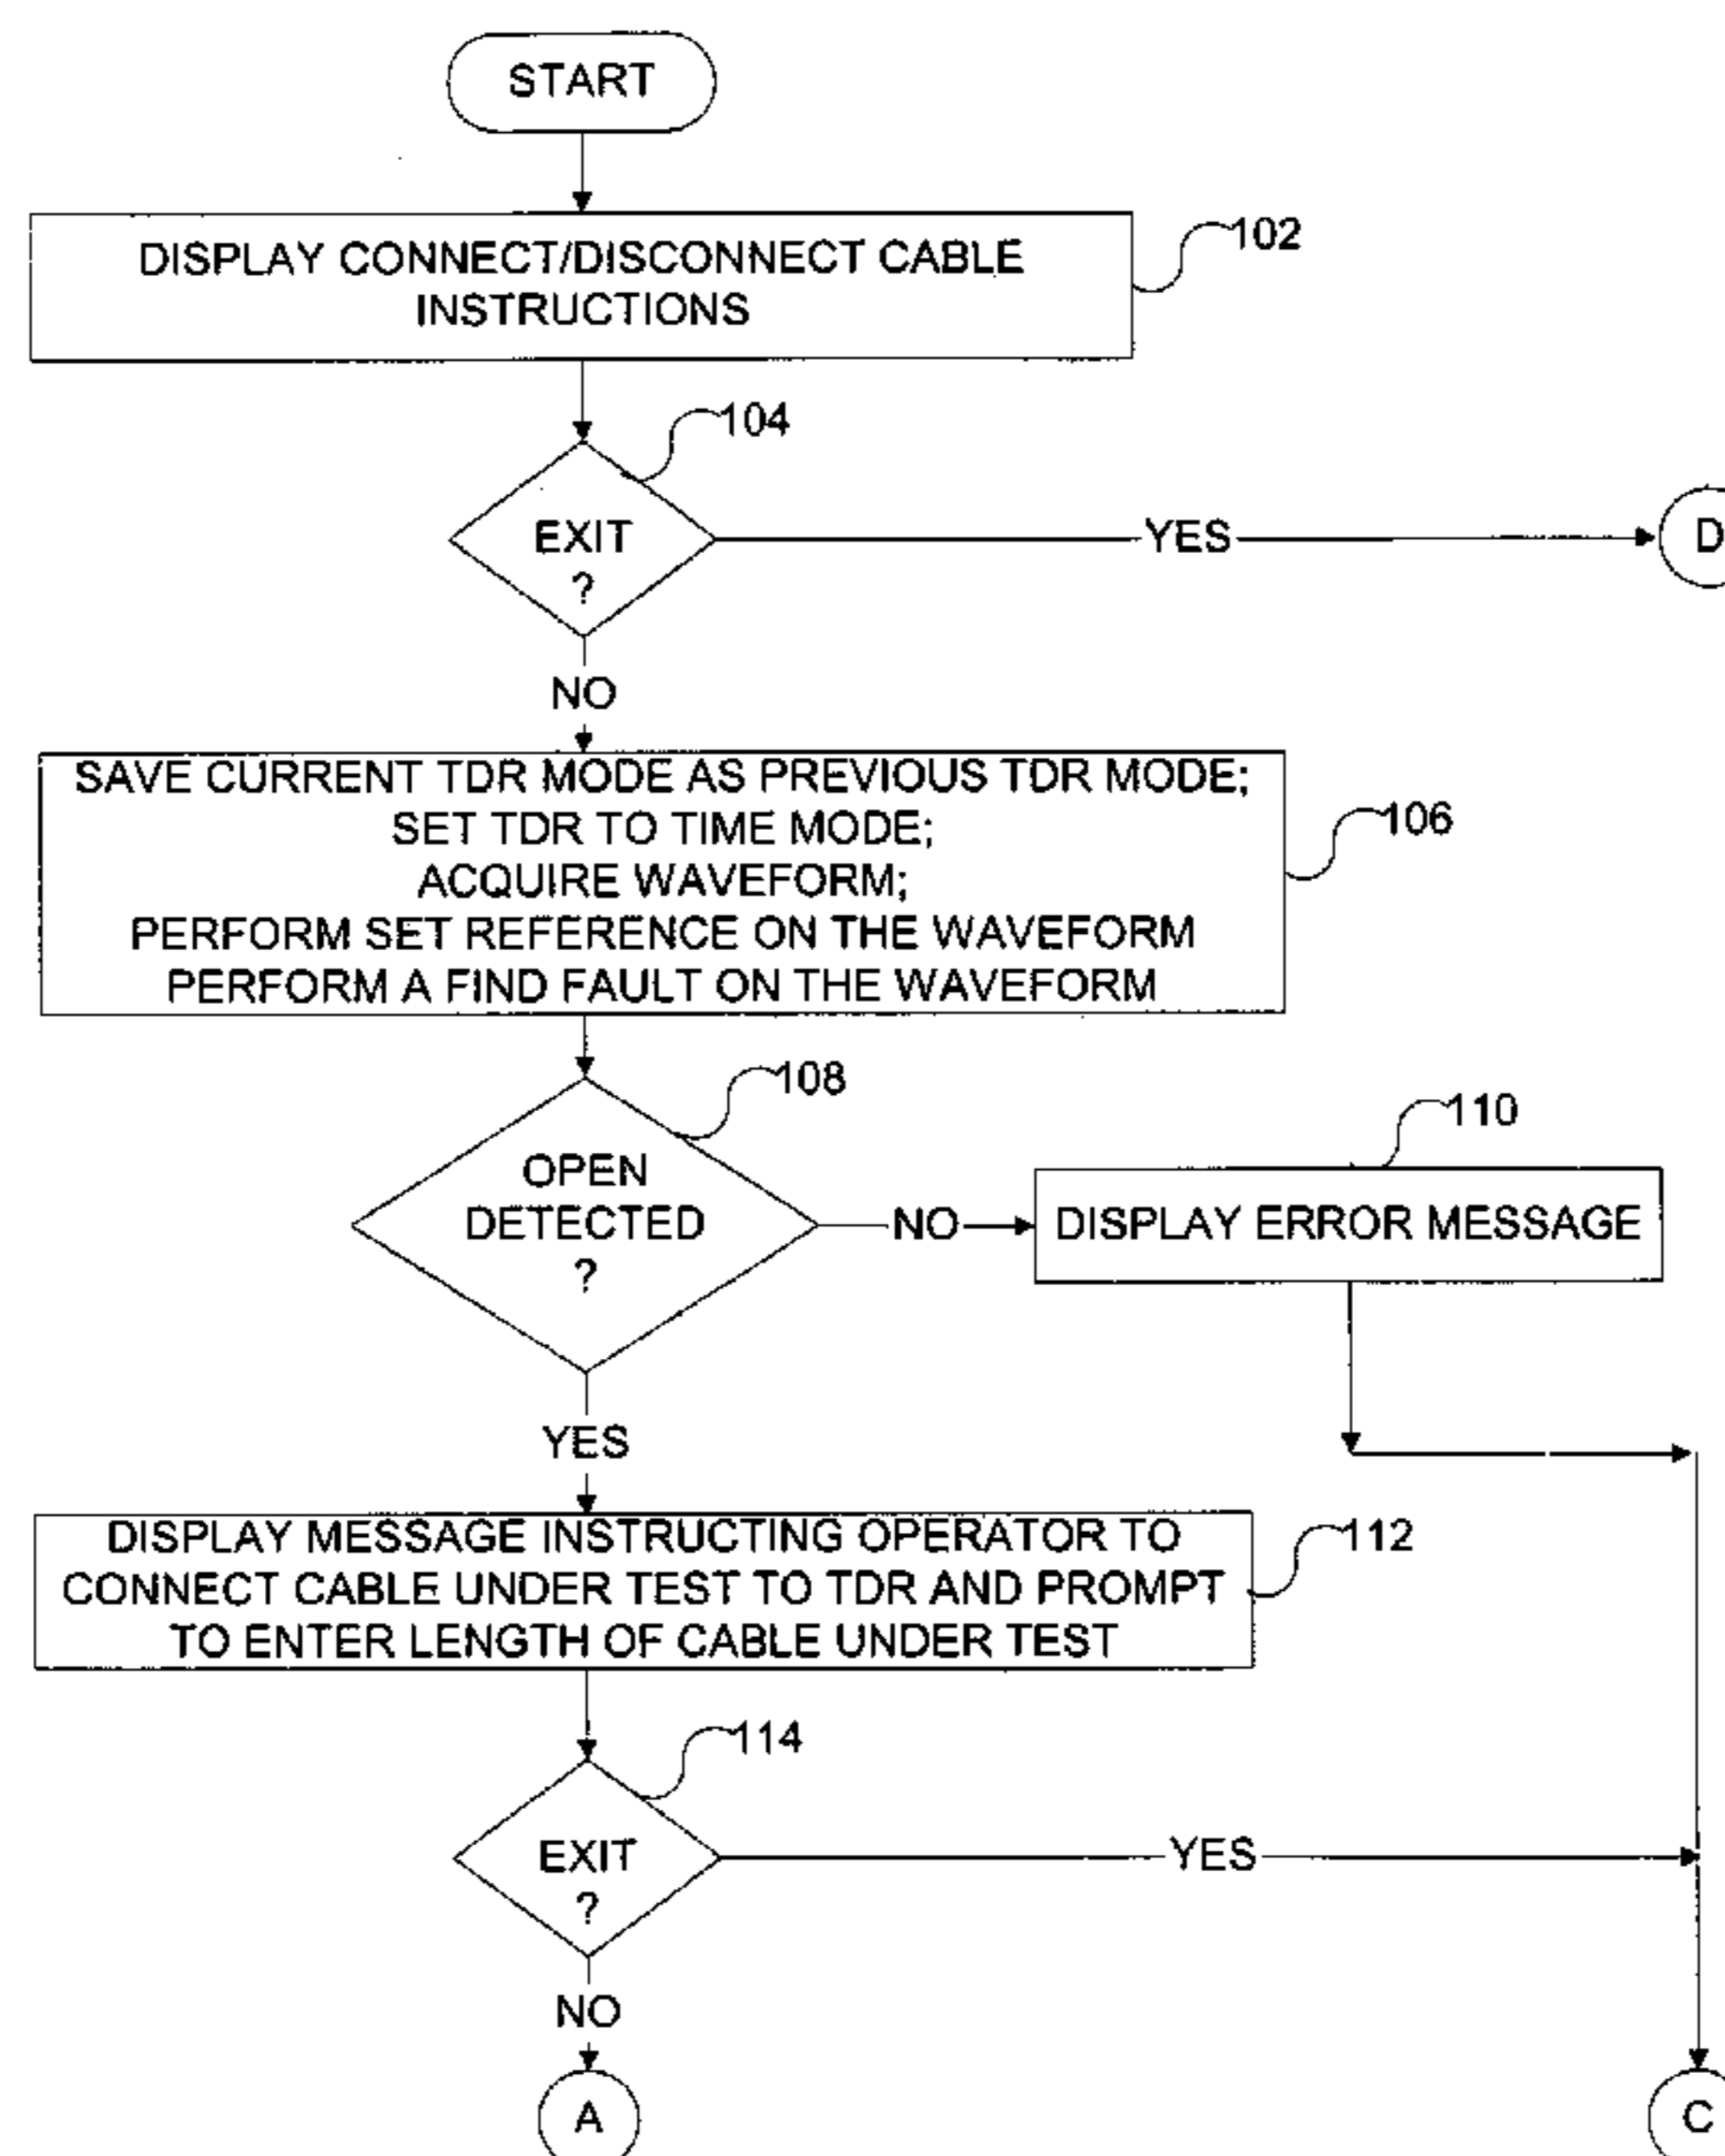 START
DISPLAY CONNECT/DISCONNECT CABLE
INSTRUCTIONS
102
104
EXIT
?
YES
D
NO
SAVE CURRENT TDR MODE AS PREVIOUS TDR MODE;
SET TDR TO TIME MODE;
ACQUIRE WAVEFORM;
PERFORM SET REFERENCE ON THE WAVEFORM
PERFORM A FIND FAULT ON THE WAVEFORM
106
108
OPEN
DETECTED
?
NO
110
DISPLAY ERROR MESSAGE
YES
DISPLAY MESSAGE INSTRUCTING OPERATOR TO
CONNECT CABLE UNDER TEST TO TDR AND PROMPT
TO ENTER LENGTH OF CABLE UNDER TEST
112
114
EXIT
?
YES
NO
A
C